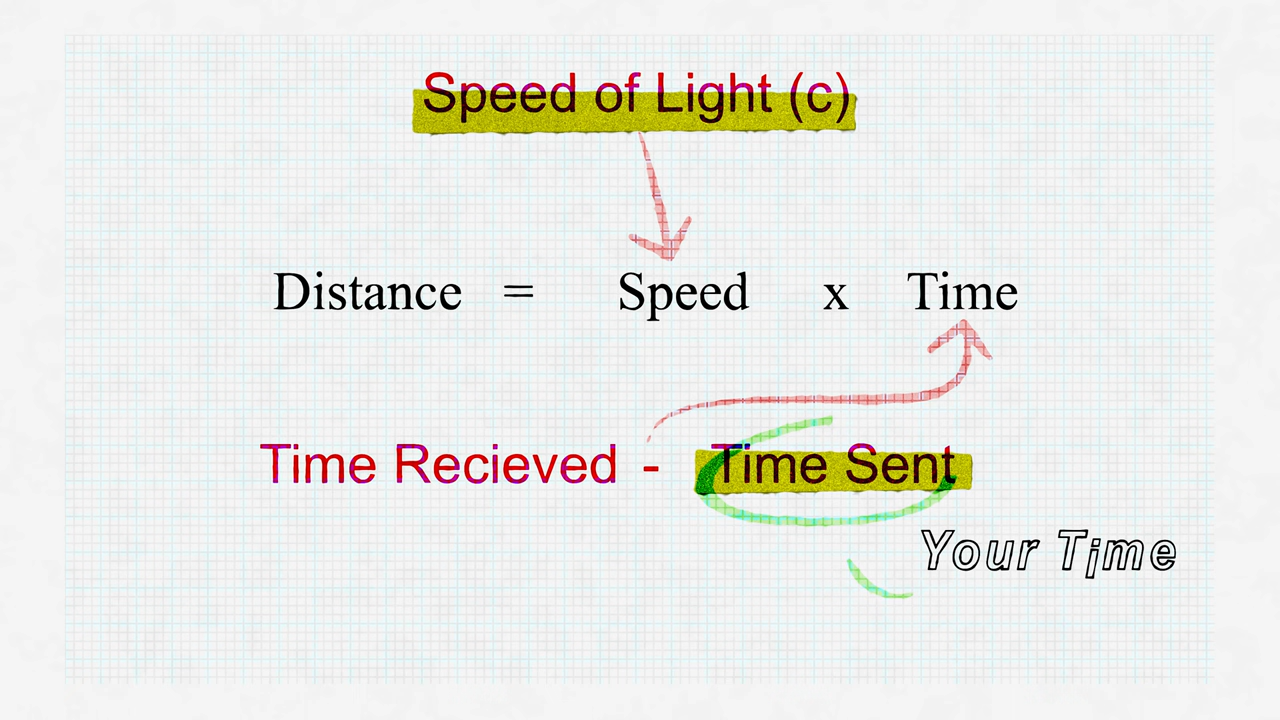 Speed of Light (c)
Distance = Speed x Time
Time Recieved - Time Sent
Your Time